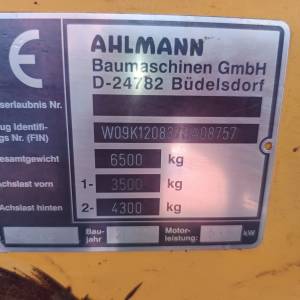 CE
AHLMANN
Baumaschinen GmbH
D-24782 Büdelsdorf
serlaubnis Nr.
ug Identifi-
gs Nr. (FIN)
esamtgewicht 6500 kg
Achslast vorn 1- 3500 kg
Achslast hinten 2- 4300 kg
Bau-
jahr
Motor-
leistung: kW